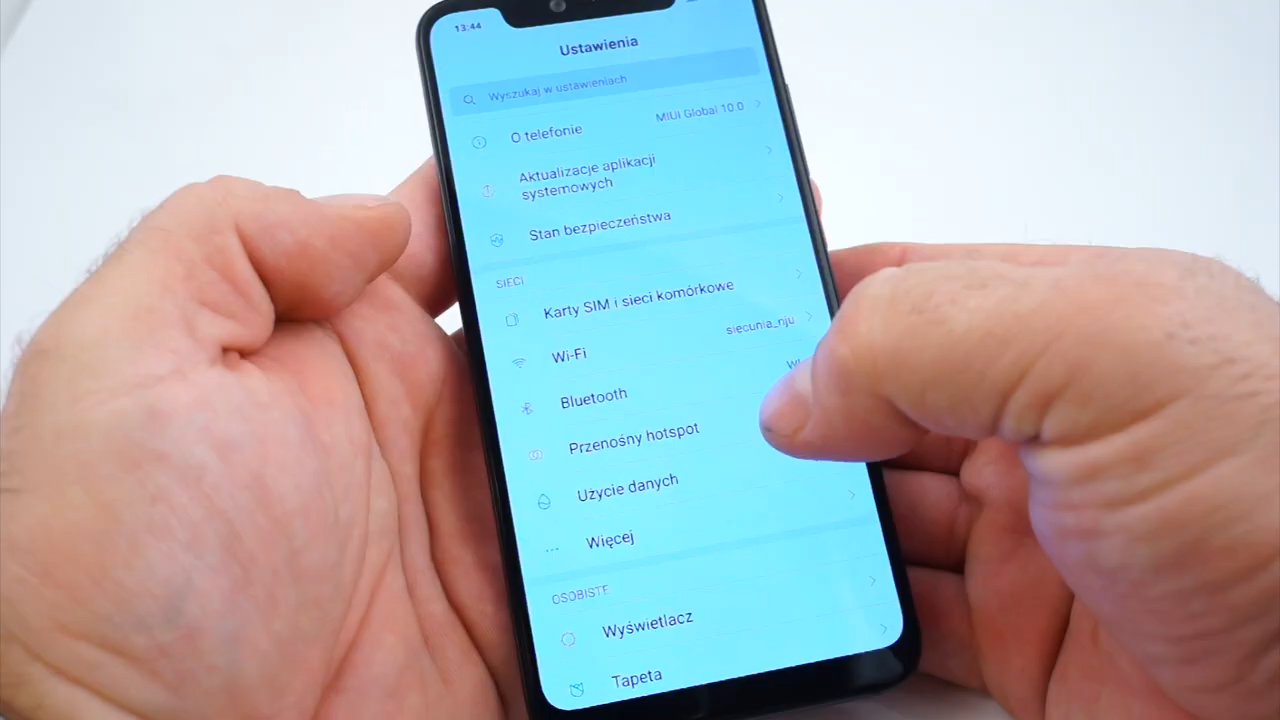 13:44
Ustawienia
Wyszukaj w ustawieniach
O telefonie MIUI Global 10.0
Aktualizacje aplikacji
systemowych
Stan bezpieczeństwa
SIECI
Karty SIM i sieci komórkowe
Wi-Fi siecunia_nju
Bluetooth
Przenośny hotspot
Użycie danych
Więcej
OSOBISTE
Wyświetlacz
Tapeta